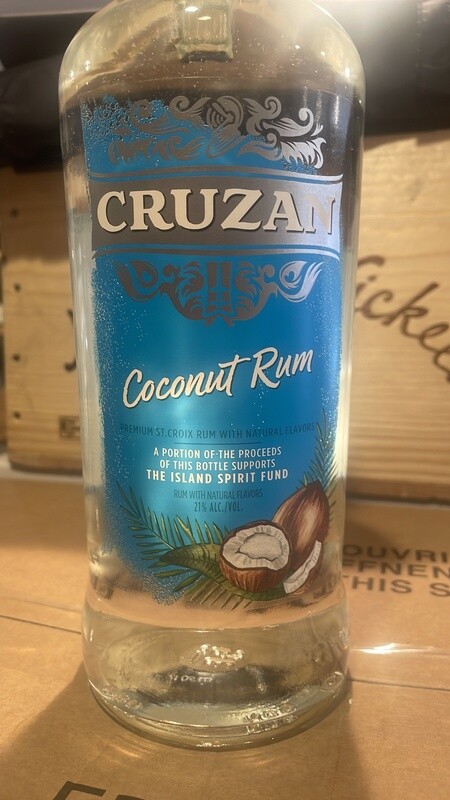 CRUZAN
Coconut Rum
PREMIUM ST. CROIX RUM WITH NATURAL FLAVORS
A PORTION OF THE PROCEEDS
OF THIS BOTTLE SUPPORTS
THE ISLAND SPIRIT FUND
RUM WITH NATURAL FLAVORS
21% ALC./VOL.
THIS S